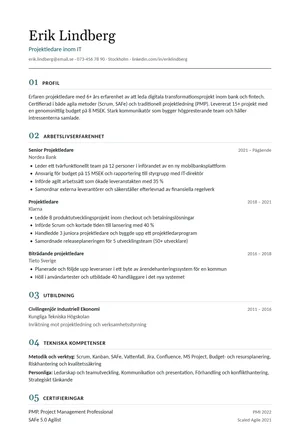 Erik Lindberg
Projektledare inom IT
erik.lindberg@email.se · 073-456 78 90 · Stockholm · linkedin.com/in/eriklindberg
01 PROFIL
Erfaren projektledare med 6+ års erfarenhet av att leda digitala transformationsprojekt inom bank och fintech.
Certifierad i både agila metoder (Scrum, SAFe) och traditionell projektledning (PMP). Levererat 15+ projekt med
en genomsnittlig budget på 8 MSEK. Stark kommunikatör som bygger högpresterande team och håller
intressenterna samlade.
02 ARBETSLIVSERFARENHET
Senior Projektledare 2021 – Pågående
Nordea Bank
• Leder ett tvärfunktionellt team på 12 personer i införandet av en ny mobilbanksplattform
• Ansvarig för budget på 15 MSEK och rapportering till styrgrupp med IT-direktör
• Införde agilt arbetssätt som ökade leveranstakten med 35 %
• Samordnar externa leverantörer och säkerställer efterlevnad av finansiella regelverk
Projektledare 2018 – 2021
Klarna
• Ledde 8 produktutvecklingsprojekt inom checkout och betalningslösningar
• Införde Scrum och kortade tiden till lansering med 40 %
• Handledde 3 juniora projektledare och byggde upp ett projektledarprogram
• Samordnade releaseplaneringen för 5 utvecklingsteam (50+ utvecklare)
Biträdande projektledare 2016 – 2018
Tieto Sverige
• Planerade och följde upp leveranser i ett byte av ärendehanteringssystem för en kommun
• Höll i användartester och utbildade 40 handläggare i det nya systemet
03 UTBILDNING
Civilingenjör Industriell Ekonomi 2011 – 2016
Kungliga Tekniska Högskolan
Inriktning mot projektledning och verksamhetsstyrning
04 TEKNISKA KOMPETENSER
Metodik och verktyg: Scrum, Kanban, SAFe, Vattenfall, Jira, Confluence, MS Project, Budget- och resursplanering,
Riskhantering och kvalitetssäkring
Personliga: Ledarskap och teamutveckling, Kommunikation och presentation, Förhandling och konflikthantering,
Strategiskt tänkande
05 CERTIFIERINGAR
PMP, Project Management Professional PMI 2022
SAFe 5.0 Agilist Scaled Agile 2021